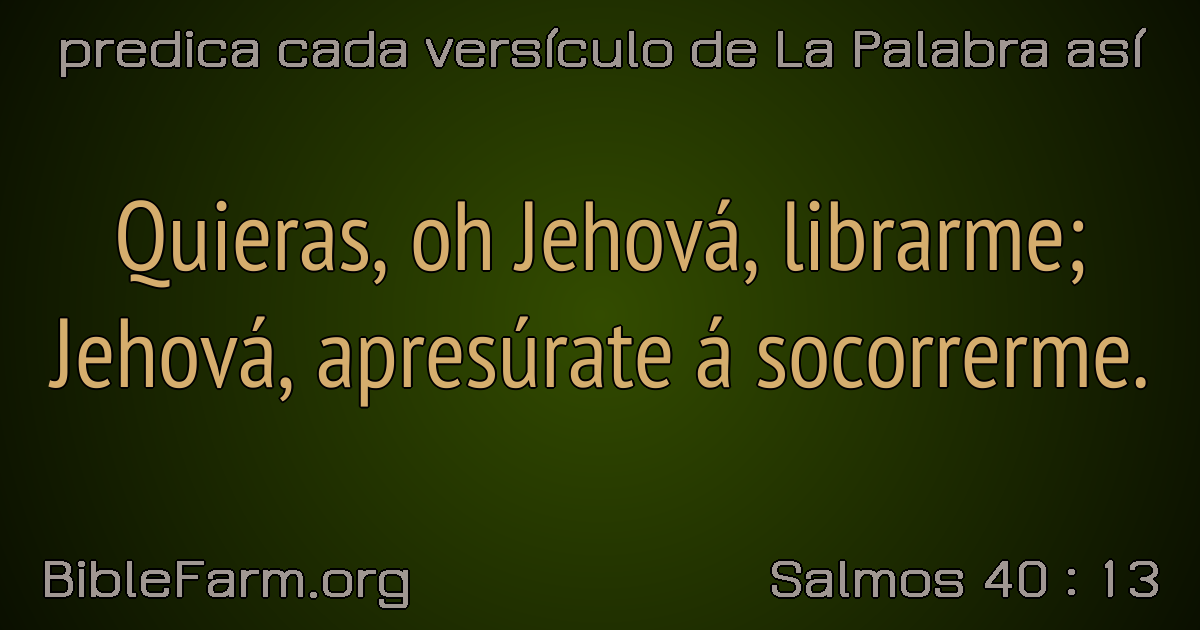 predica cada versículo de La Palabra así
Quieras, oh Jehová, librarme;
Jehová, apresúrate á socorrerme.
BibleFarm.org
Salmos 40 : 13